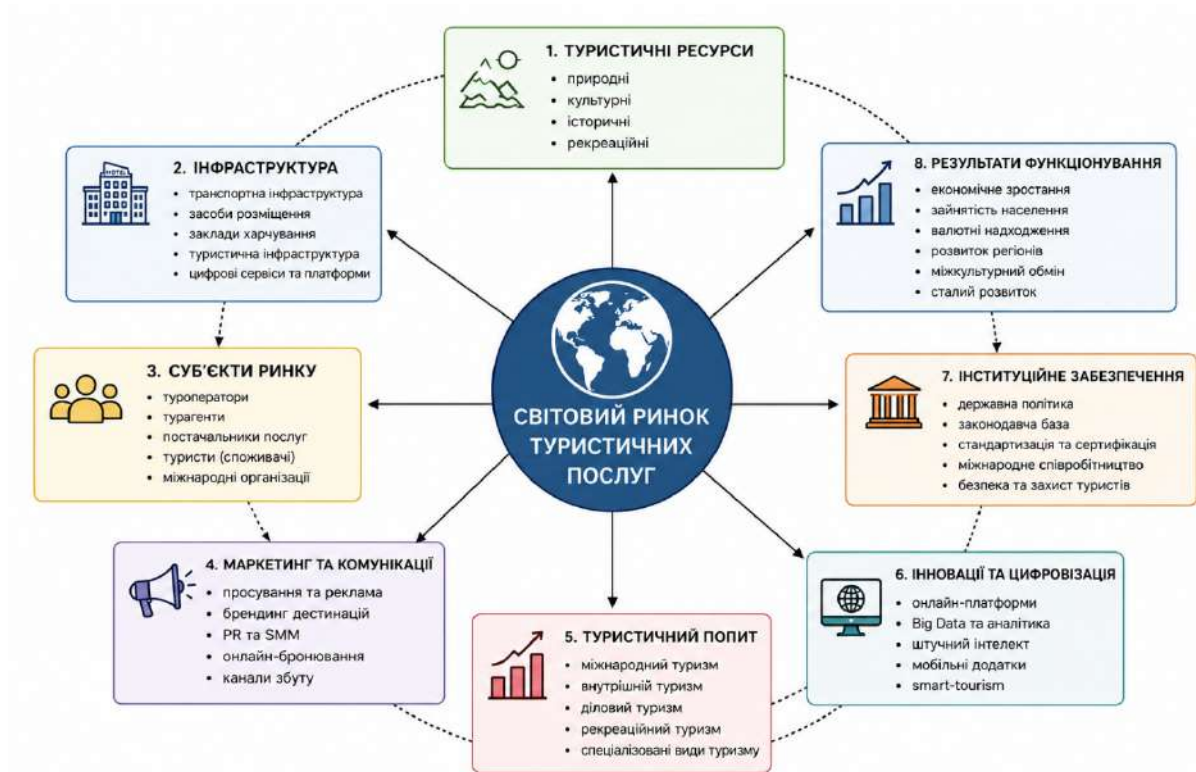 1. ТУРИСТИЧНІ РЕСУРСИ
• природні
• культурні
• історичні
• рекреаційні
HOTEL
2. ІНФРАСТРУКТУРА
• транспортна інфраструктура
• засоби розміщення
• заклади харчування
• туристична інфраструктура
• цифрові сервіси та платформи
3. СУБ'ЄКТИ РИНКУ
• туроператори
• турагенти
• постачальники послуг
• туристи (споживачі)
• міжнародні організації
4. МАРКЕТИНГ ТА КОМУНІКАЦІЇ
• просування та реклама
• брендинг дестинацій
• PR та SMM
• онлайн-бронювання
• канали збуту
5. ТУРИСТИЧНИЙ ПОПИТ
• міжнародний туризм
• внутрішній туризм
• діловий туризм
• рекреаційний туризм
• спеціалізовані види туризму
6. ІННОВАЦІЇ ТА ЦИФРОВІЗАЦІЯ
• онлайн-платформи
• Big Data та аналітика
• штучний інтелект
• мобільні додатки
• smart-tourism
7. ІНСТИТУЦІЙНЕ ЗАБЕЗПЕЧЕННЯ
• державна політика
• законодавча база
• стандартизація та сертифікація
• міжнародне співробітництво
• безпека та захист туристів
8. РЕЗУЛЬТАТИ ФУНКЦІОНУВАННЯ
• економічне зростання
• зайнятість населення
• валютні надходження
• розвиток регіонів
• міжкультурний обмін
• сталий розвиток
СВІТОВИЙ РИНОК
ТУРИСТИЧНИХ
ПОСЛУГ